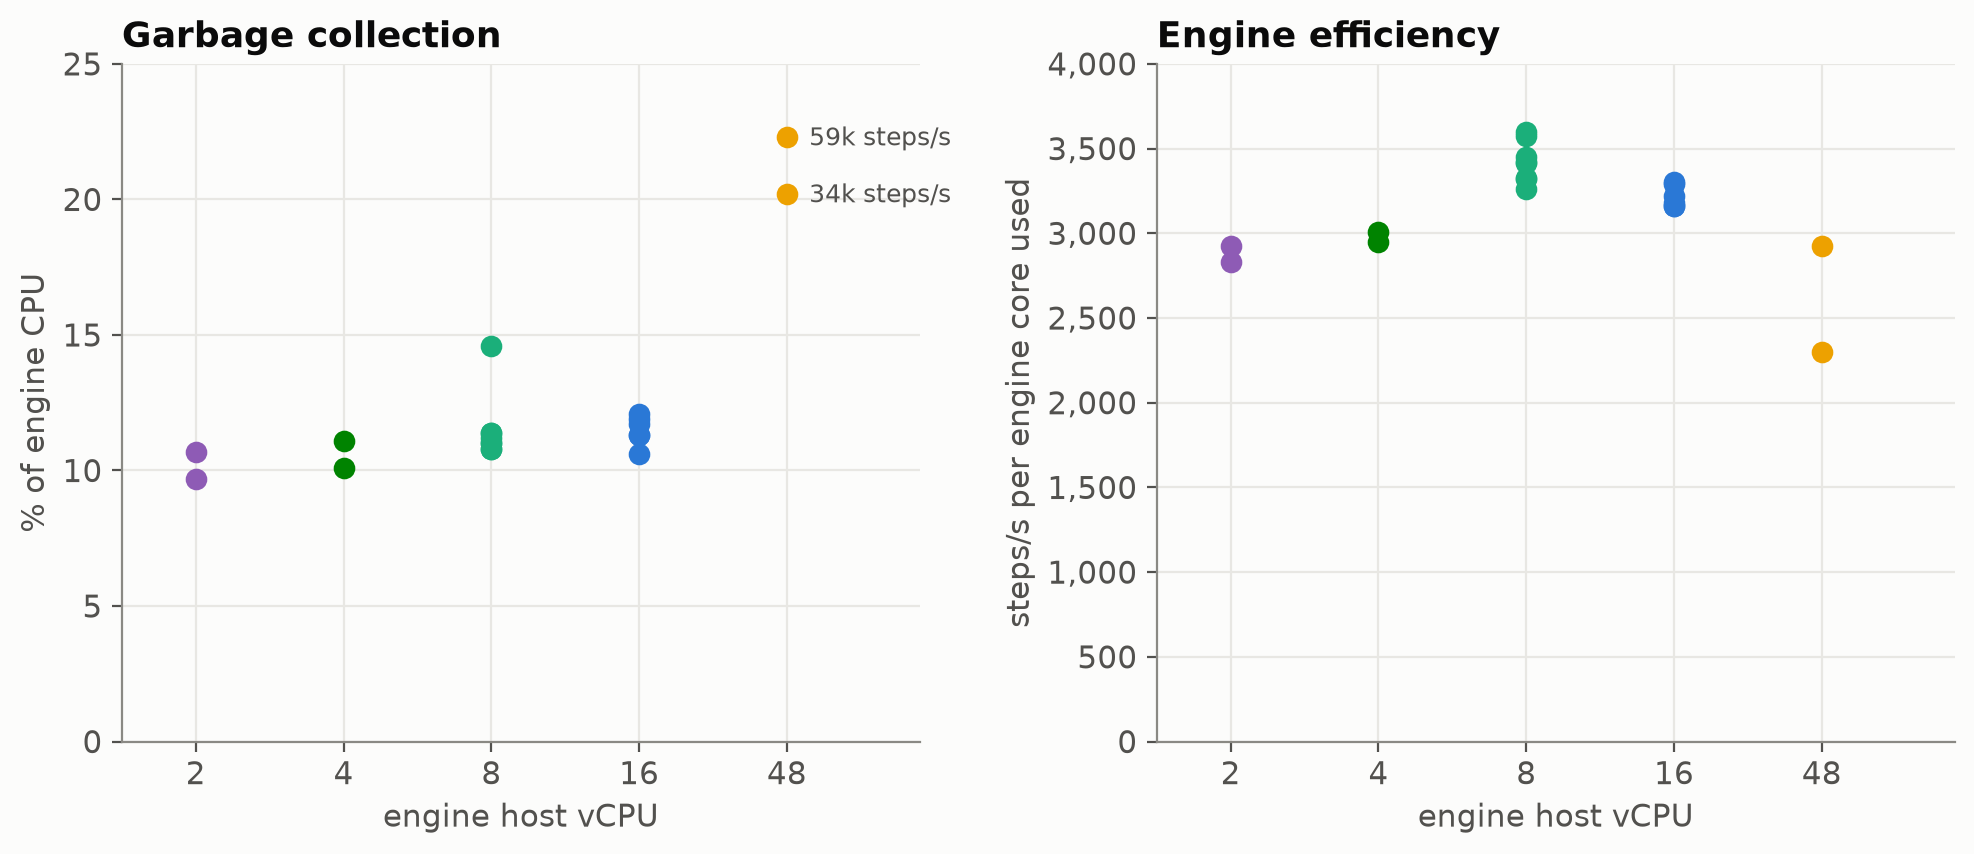 Garbage collection
% of engine CPU
25
20
15
10
5
0
59k steps/s
34k steps/s
2 4 8 16 48
engine host vCPU
Engine efficiency
steps/s per engine core used
4,000
3,500
3,000
2,500
2,000
1,500
1,000
500
0
2 4 8 16 48
engine host vCPU